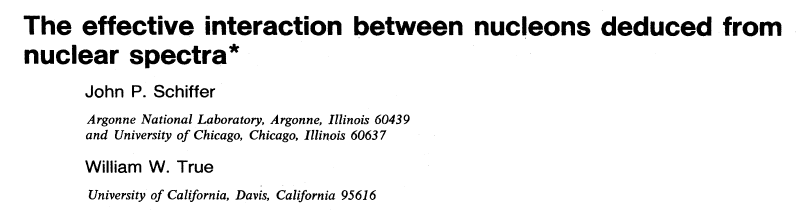 The effective interaction between nucleons deduced from
nuclear spectra*
John P. Schiffer
Argonne National Laboratory, Argonne, Illinois 60439
and University of Chicago, Chicago, Illinois 60637
William W. True
University of California, Davis, California 95616